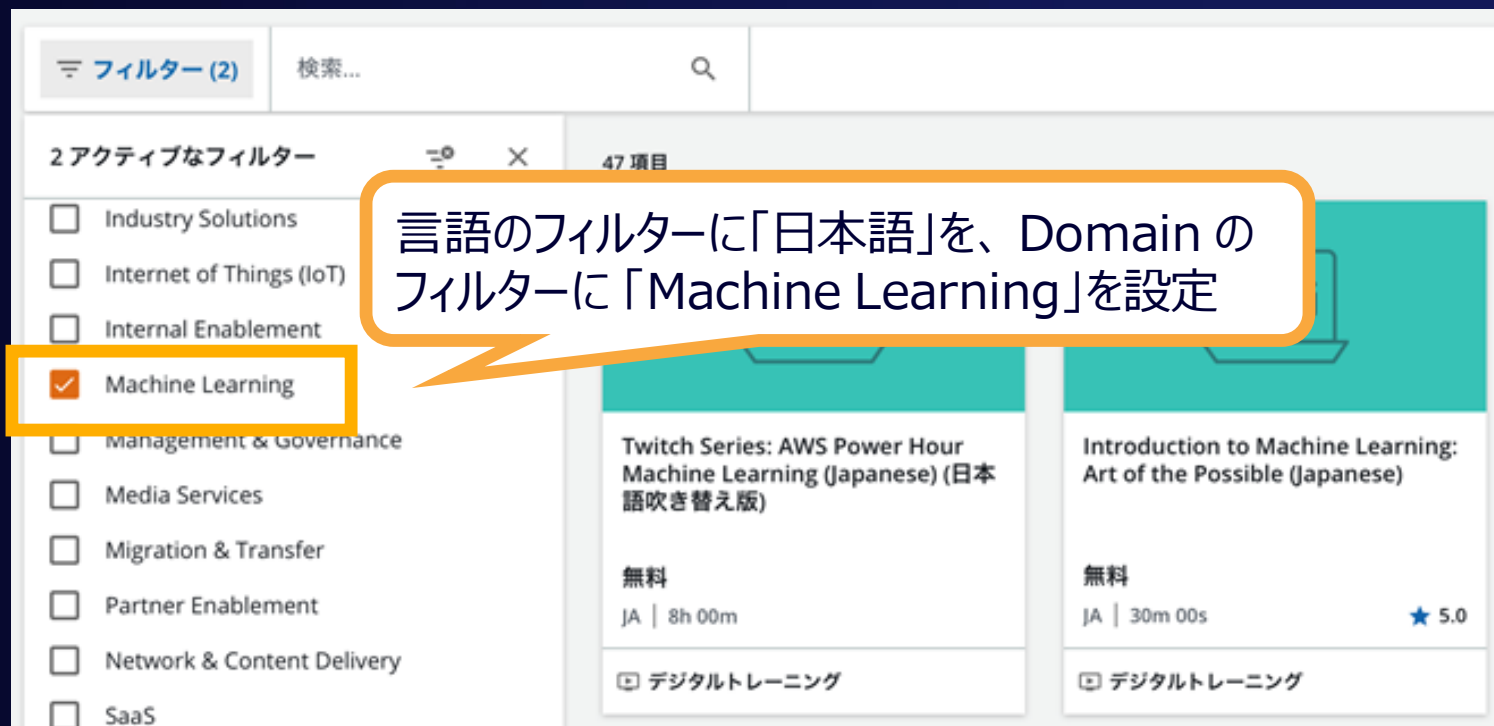 フィルター (2)
検索...
2 アクティブなフィルター
47 項目
Industry Solutions
Internet of Things (IoT)
Internal Enablement
Machine Learning
Management & Governance
Media Services
Migration & Transfer
Partner Enablement
Network & Content Delivery
SaaS
言語のフィルターに「日本語」を、Domain の
フィルターに「Machine Learning」を設定
Twitch Series: AWS Power Hour
Machine Learning (Japanese) (日本
語吹き替え版)
無料
JA | 8h 00m
デジタルトレーニング
Introduction to Machine Learning:
Art of the Possible (Japanese)
無料
JA | 30m 00s
★ 5.0
デジタルトレーニング